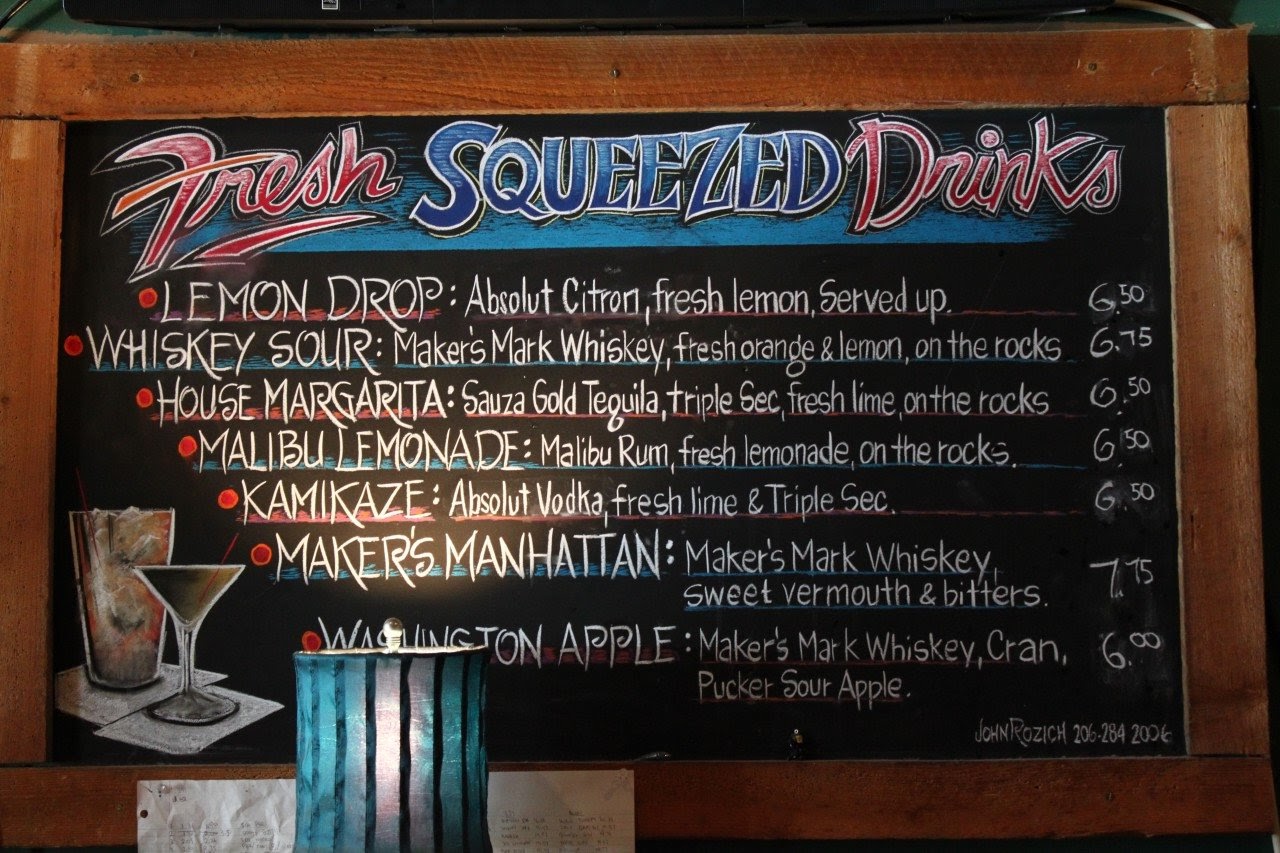 Fresh SQUEEZED Drinks
LEMON DROP: Absolut Citron, fresh lemon, Served up. 6.50
WHISKEY SOUR: Maker's Mark Whiskey, fresh orange & lemon, on the rocks 6.75
HOUSE MARGARITA: Sauza Gold Tequila, triple Sec, fresh lime, on the rocks 6.50
MALIBU LEMONADE: Malibu Rum, fresh lemonade, on the rocks. 6.50
KAMIKAZE: Absolut Vodka, fresh lime & Triple Sec. 6.50
MAKER'S MANHATTAN: Maker's Mark Whiskey,
sweet vermouth & bitters. 7.75
WASHINGTON APPLE: Maker's Mark Whiskey, Cran, 6.00
Pucker Sour Apple.
JOHN ROZICH 206-284 2006